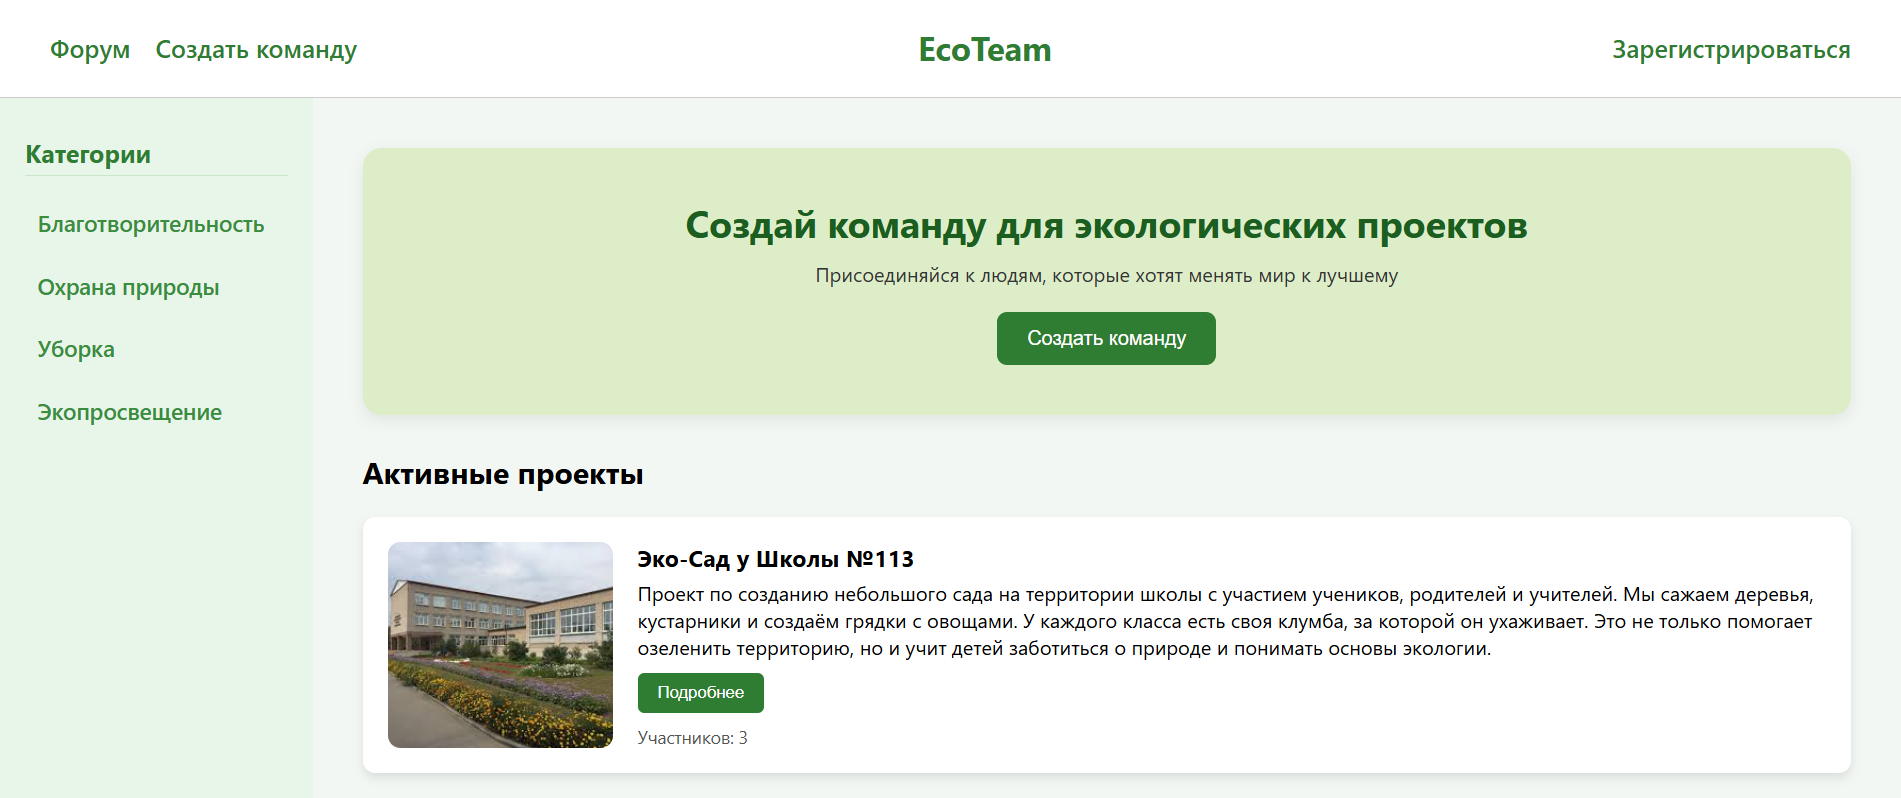 Форум
Создать команду
EcoTeam
Зарегистрироваться
Категории
Благотворительность
Охрана природы
Уборка
Экопросвещение
Создай команду для экологических проектов
Присоединяйся к людям, которые хотят менять мир к лучшему
Создать команду
Активные проекты
Эко-Сад у Школы №113
Проект по созданию небольшого сада на территории школы с участием учеников, родителей и учителей. Мы сажаем деревья,
кустарники и создаём грядки с овощами. У каждого класса есть своя клумба, за которой он ухаживает. Это не только помогает
озеленить территорию, но и учит детей заботиться о природе и понимать основы экологии.
Подробнее
Участников: 3